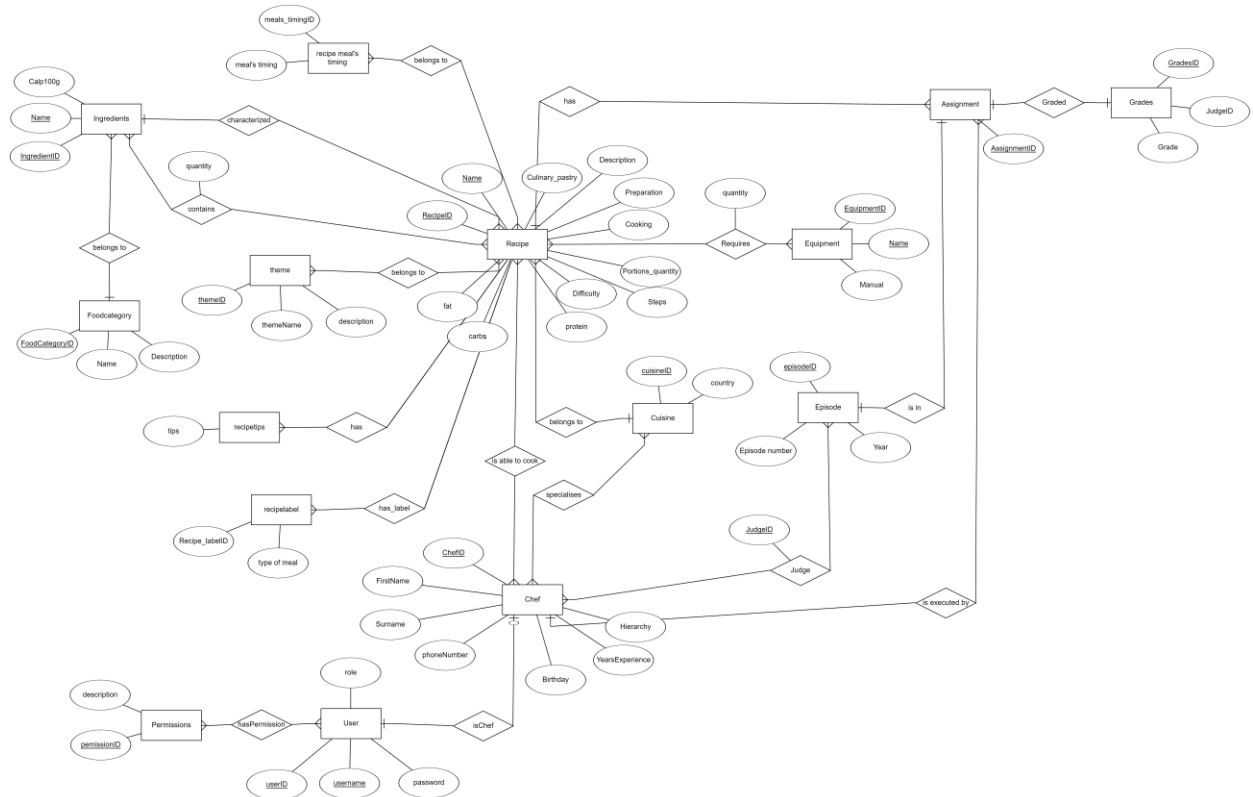 meals_timingID
meal's timing
recipe meal's
timing
belongs to
Calp100g
Name
IngredientID
Ingredients
characterized
quantity
contains
belongs to
Foodcategory
FoodCategoryID
Name
Description
theme
belongs to
themeID
themeName
description
recipetips
tips
has
recipelabel
has_label
Recipe_labelID
type of meal
has
Name
RecipeID
Culinary_pastry
Description
Preparation
Cooking
Recipe
Portions_quantity
Steps
Difficulty
protein
fat
carbs
quantity
Requires
Equipment
EquipmentID
Name
Manual
Assignment
AssignmentID
Graded
Grades
GradesID
JudgeID
Grade
cuisineID
country
Cuisine
belongs to
is able to cook
specialises
episodeID
Episode
is in
Episode number
Year
JudgeID
Judge
is executed by
ChefID
FirstName
Surname
phoneNumber
Chef
Hierarchy
YearsExperience
Birthday
isChef
role
User
userID
username
password
hasPermission
Permissions
description
pemissionID